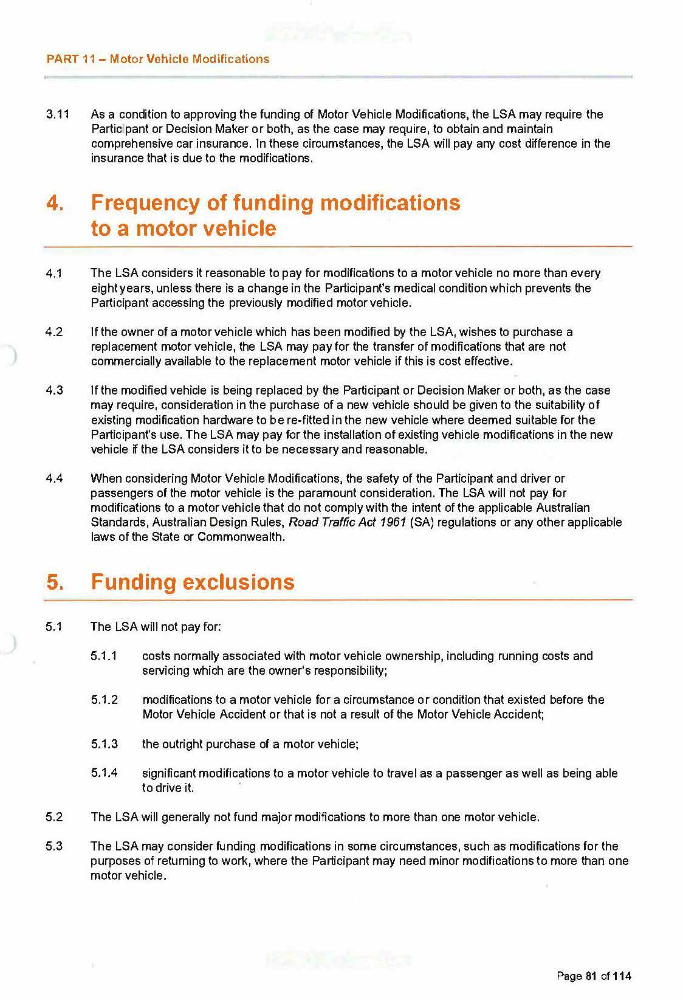 PART 11 – Motor Vehicle Modifications
3.11 As a condition to approving the funding of Motor Vehicle Modifications, the LSA may require the
Participant or Decision Maker or both, as the case may require, to obtain and maintain
comprehensive car insurance. In these circumstances, the LSA will pay any cost difference in the
insurance that is due to the modifications.
4. Frequency of funding modifications
to a motor vehicle
4.1 The LSA considers it reasonable to pay for modifications to a motor vehicle no more than every
eight years, unless there is a change in the Participant's medical condition which prevents the
Participant accessing the previously modified motor vehicle.
4.2 If the owner of a motor vehicle which has been modified by the LSA, wishes to purchase a
replacement motor vehicle, the LSA may pay for the transfer of modifications that are not
commercially available to the replacement motor vehicle if this is cost effective.
4.3 If the modified vehicle is being replaced by the Participant or Decision Maker or both, as the case
may require, consideration in the purchase of a new vehicle should be given to the suitability of
existing modification hardware to be re-fitted in the new vehicle where deemed suitable for the
Participant's use. The LSA may pay for the installation of existing vehicle modifications in the new
vehicle if the LSA considers it to be necessary and reasonable.
4.4 When considering Motor Vehicle Modifications, the safety of the Participant and driver or
passengers of the motor vehicle is the paramount consideration. The LSA will not pay for
modifications to a motor vehicle that do not comply with the intent of the applicable Australian
Standards, Australian Design Rules, Road Traffic Act 1961 (SA) regulations or any other applicable
laws of the State or Commonwealth.
5. Funding exclusions
5.1 The LSA will not pay for:
5.1.1 costs normally associated with motor vehicle ownership, including running costs and
servicing which are the owner's responsibility;
5.1.2 modifications to a motor vehicle for a circumstance or condition that existed before the
Motor Vehicle Accident or that is not a result of the Motor Vehicle Accident;
5.1.3 the outright purchase of a motor vehicle;
5.1.4 significant modifications to a motor vehicle to travel as a passenger as well as being able
to drive it.
5.2 The LSA will generally not fund major modifications to more than one motor vehicle.
5.3 The LSA may consider funding modifications in some circumstances, such as modifications for the
purposes of returning to work, where the Participant may need minor modifications to more than one
motor vehicle.
Page 81 of 114